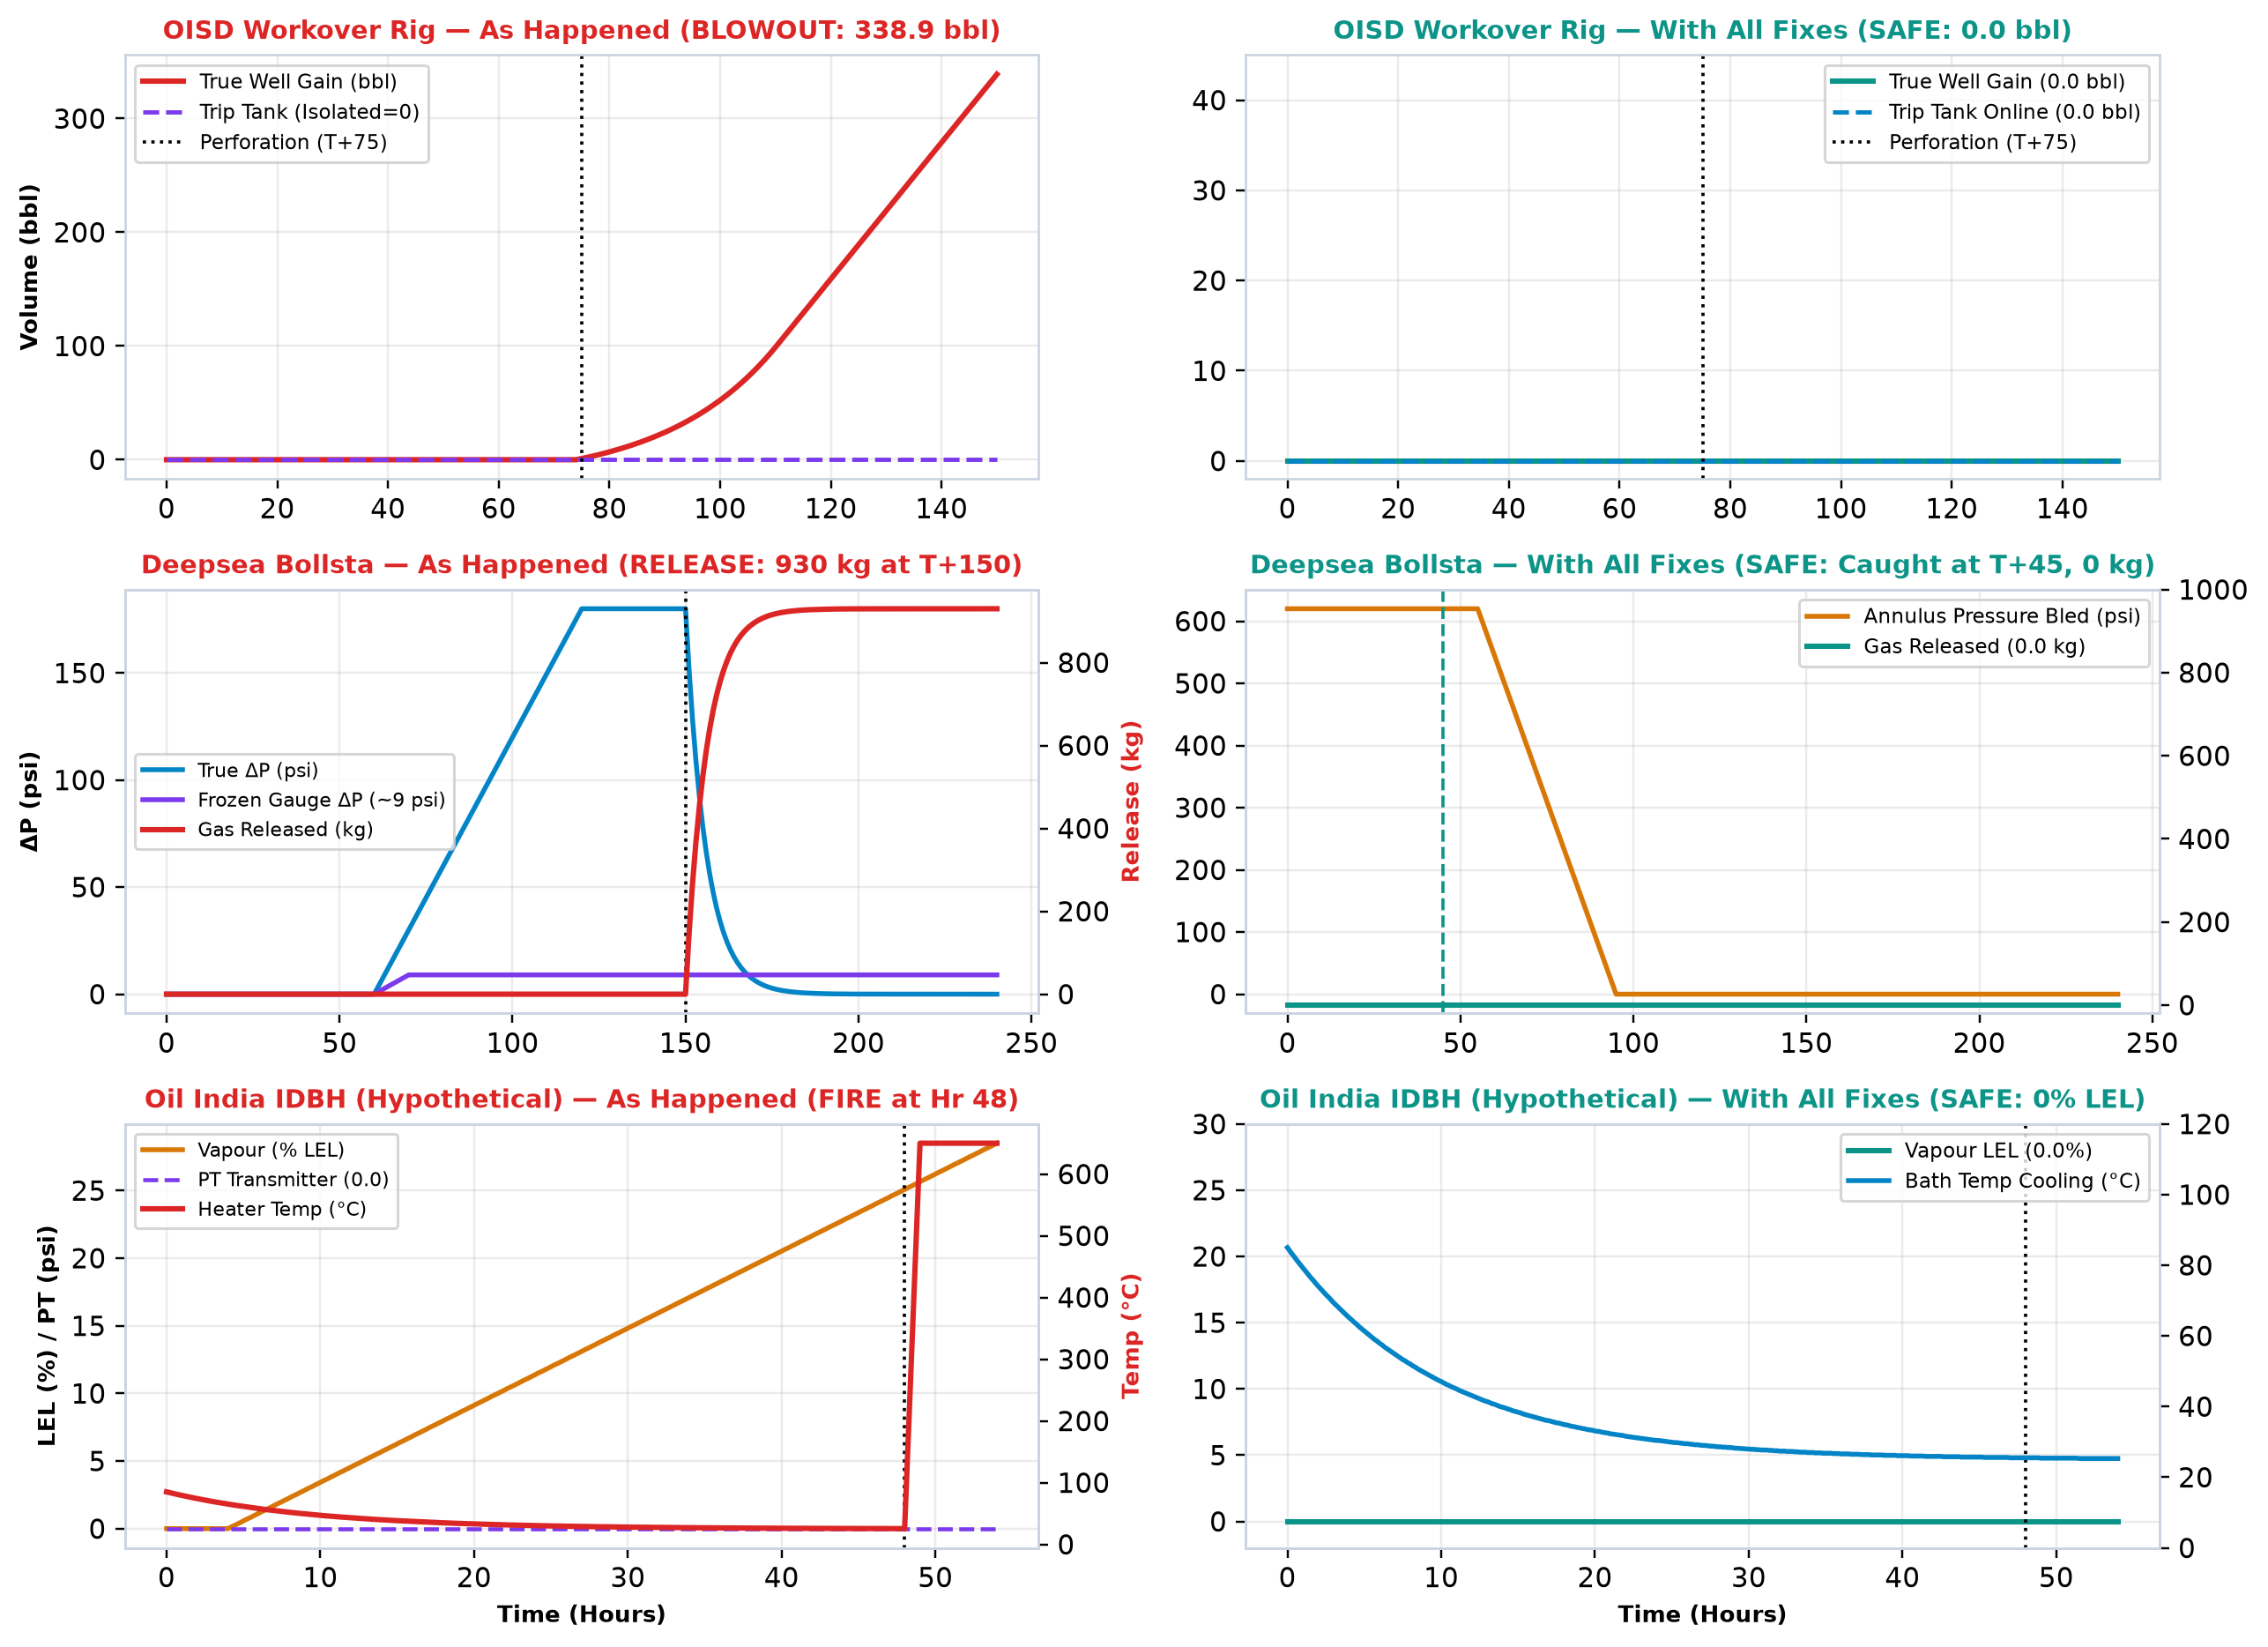 OISD Workover Rig — As Happened (BLOWOUT: 338.9 bbl)
True Well Gain (bbl)
Trip Tank (Isolated=0)
Perforation (T+75)
Volume (bbl)
300
200
100
0
0 20 40 60 80 100 120 140
OISD Workover Rig — With All Fixes (SAFE: 0.0 bbl)
True Well Gain (0.0 bbl)
Trip Tank Online (0.0 bbl)
Perforation (T+75)
40
30
20
10
0
0 20 40 60 80 100 120 140
Deepsea Bollsta — As Happened (RELEASE: 930 kg at T+150)
True ΔP (psi)
Frozen Gauge ΔP (~9 psi)
Gas Released (kg)
ΔP (psi)
150
100
50
0
800
600
400
200
0
Release (kg)
0 50 100 150 200 250
Deepsea Bollsta — With All Fixes (SAFE: Caught at T+45, 0 kg)
Annulus Pressure Bled (psi)
Gas Released (0.0 kg)
600
500
400
300
200
100
0
1000
800
600
400
200
0
0 50 100 150 200 250
Oil India IDBH (Hypothetical) — As Happened (FIRE at Hr 48)
Vapour (% LEL)
PT Transmitter (0.0)
Heater Temp (°C)
LEL (%) / PT (psi)
25
20
15
10
5
0
600
500
400
300
200
100
0
Temp (°C)
0 10 20 30 40 50
Time (Hours)
Oil India IDBH (Hypothetical) — With All Fixes (SAFE: 0% LEL)
Vapour LEL (0.0%)
Bath Temp Cooling (°C)
30
25
20
15
10
5
0
120
100
80
60
40
20
0
0 10 20 30 40 50
Time (Hours)